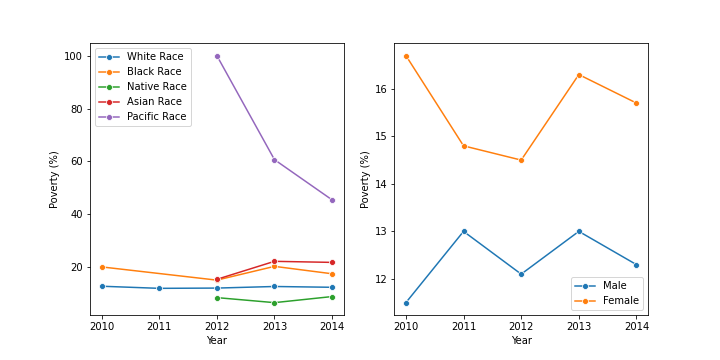 100
80
60
40
20
Poverty (%)
White Race
Black Race
Native Race
Asian Race
Pacific Race
2010 2011 2012 2013 2014
Year
16
15
14
13
12
Poverty (%)
Male
Female
2010 2011 2012 2013 2014
Year